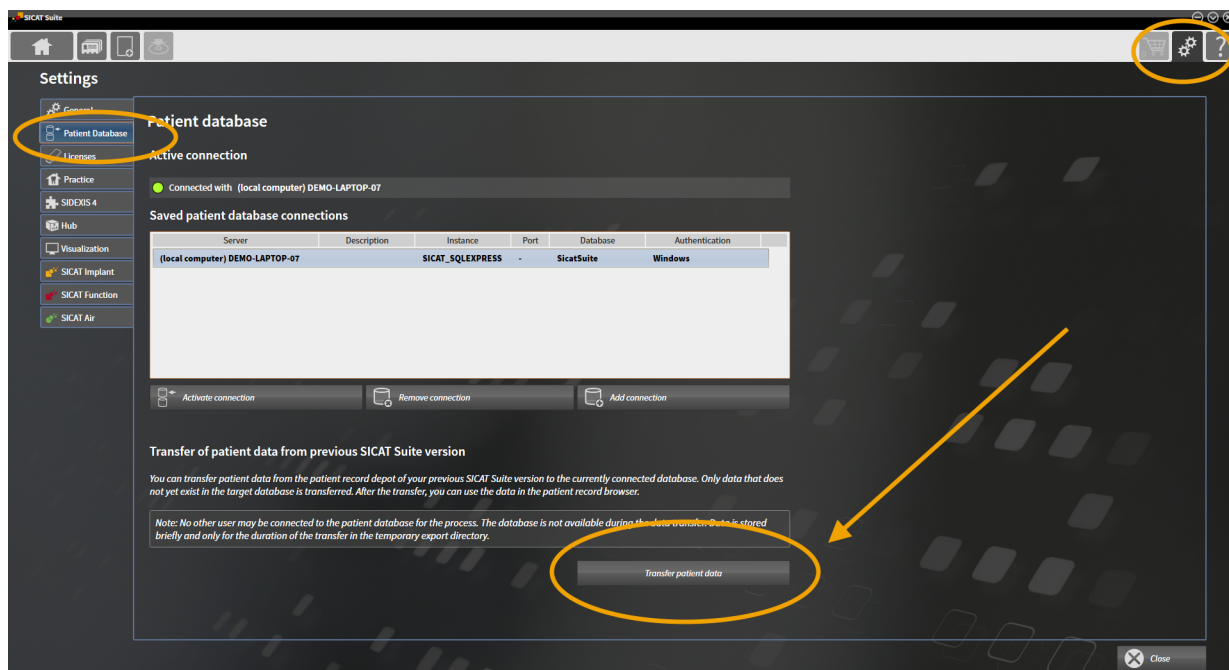 SICAT Suite
Settings
General
Patient Database
Licenses
Practice
SIDEXIS 4
Hub
Visualization
SICAT Implant
SICAT Function
SICAT Air
Patient database
Active connection
Connected with (local computer) DEMO-LAPTOP-07
Saved patient database connections
Server Description Instance Port Database Authentication
(local computer) DEMO-LAPTOP-07 SICAT_SQLEXPRESS - SicatSuite Windows
Activate connection Remove connection Add connection
Transfer of patient data from previous SICAT Suite version
You can transfer patient data from the patient record depot of your previous SICAT Suite version to the currently connected database. Only data that does
not yet exist in the target database is transferred. After the transfer, you can use the data in the patient record browser.
Note: No other user may be connected to the patient database for the process. The database is not available during the data transfer. Data is stored
briefly and only for the duration of the transfer in the temporary export directory.
Transfer patient data
Close